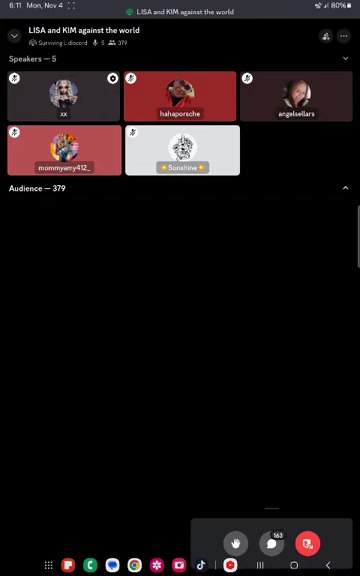 6:11 Mon, Nov 4
80%
LISA and KIM against the world
LISA and KIM against the world
Surviving L discord 5 379
Speakers — 5
xx
hahaporsche
angelsellars
mommyamy412_
Sunshine
Audience — 379
163